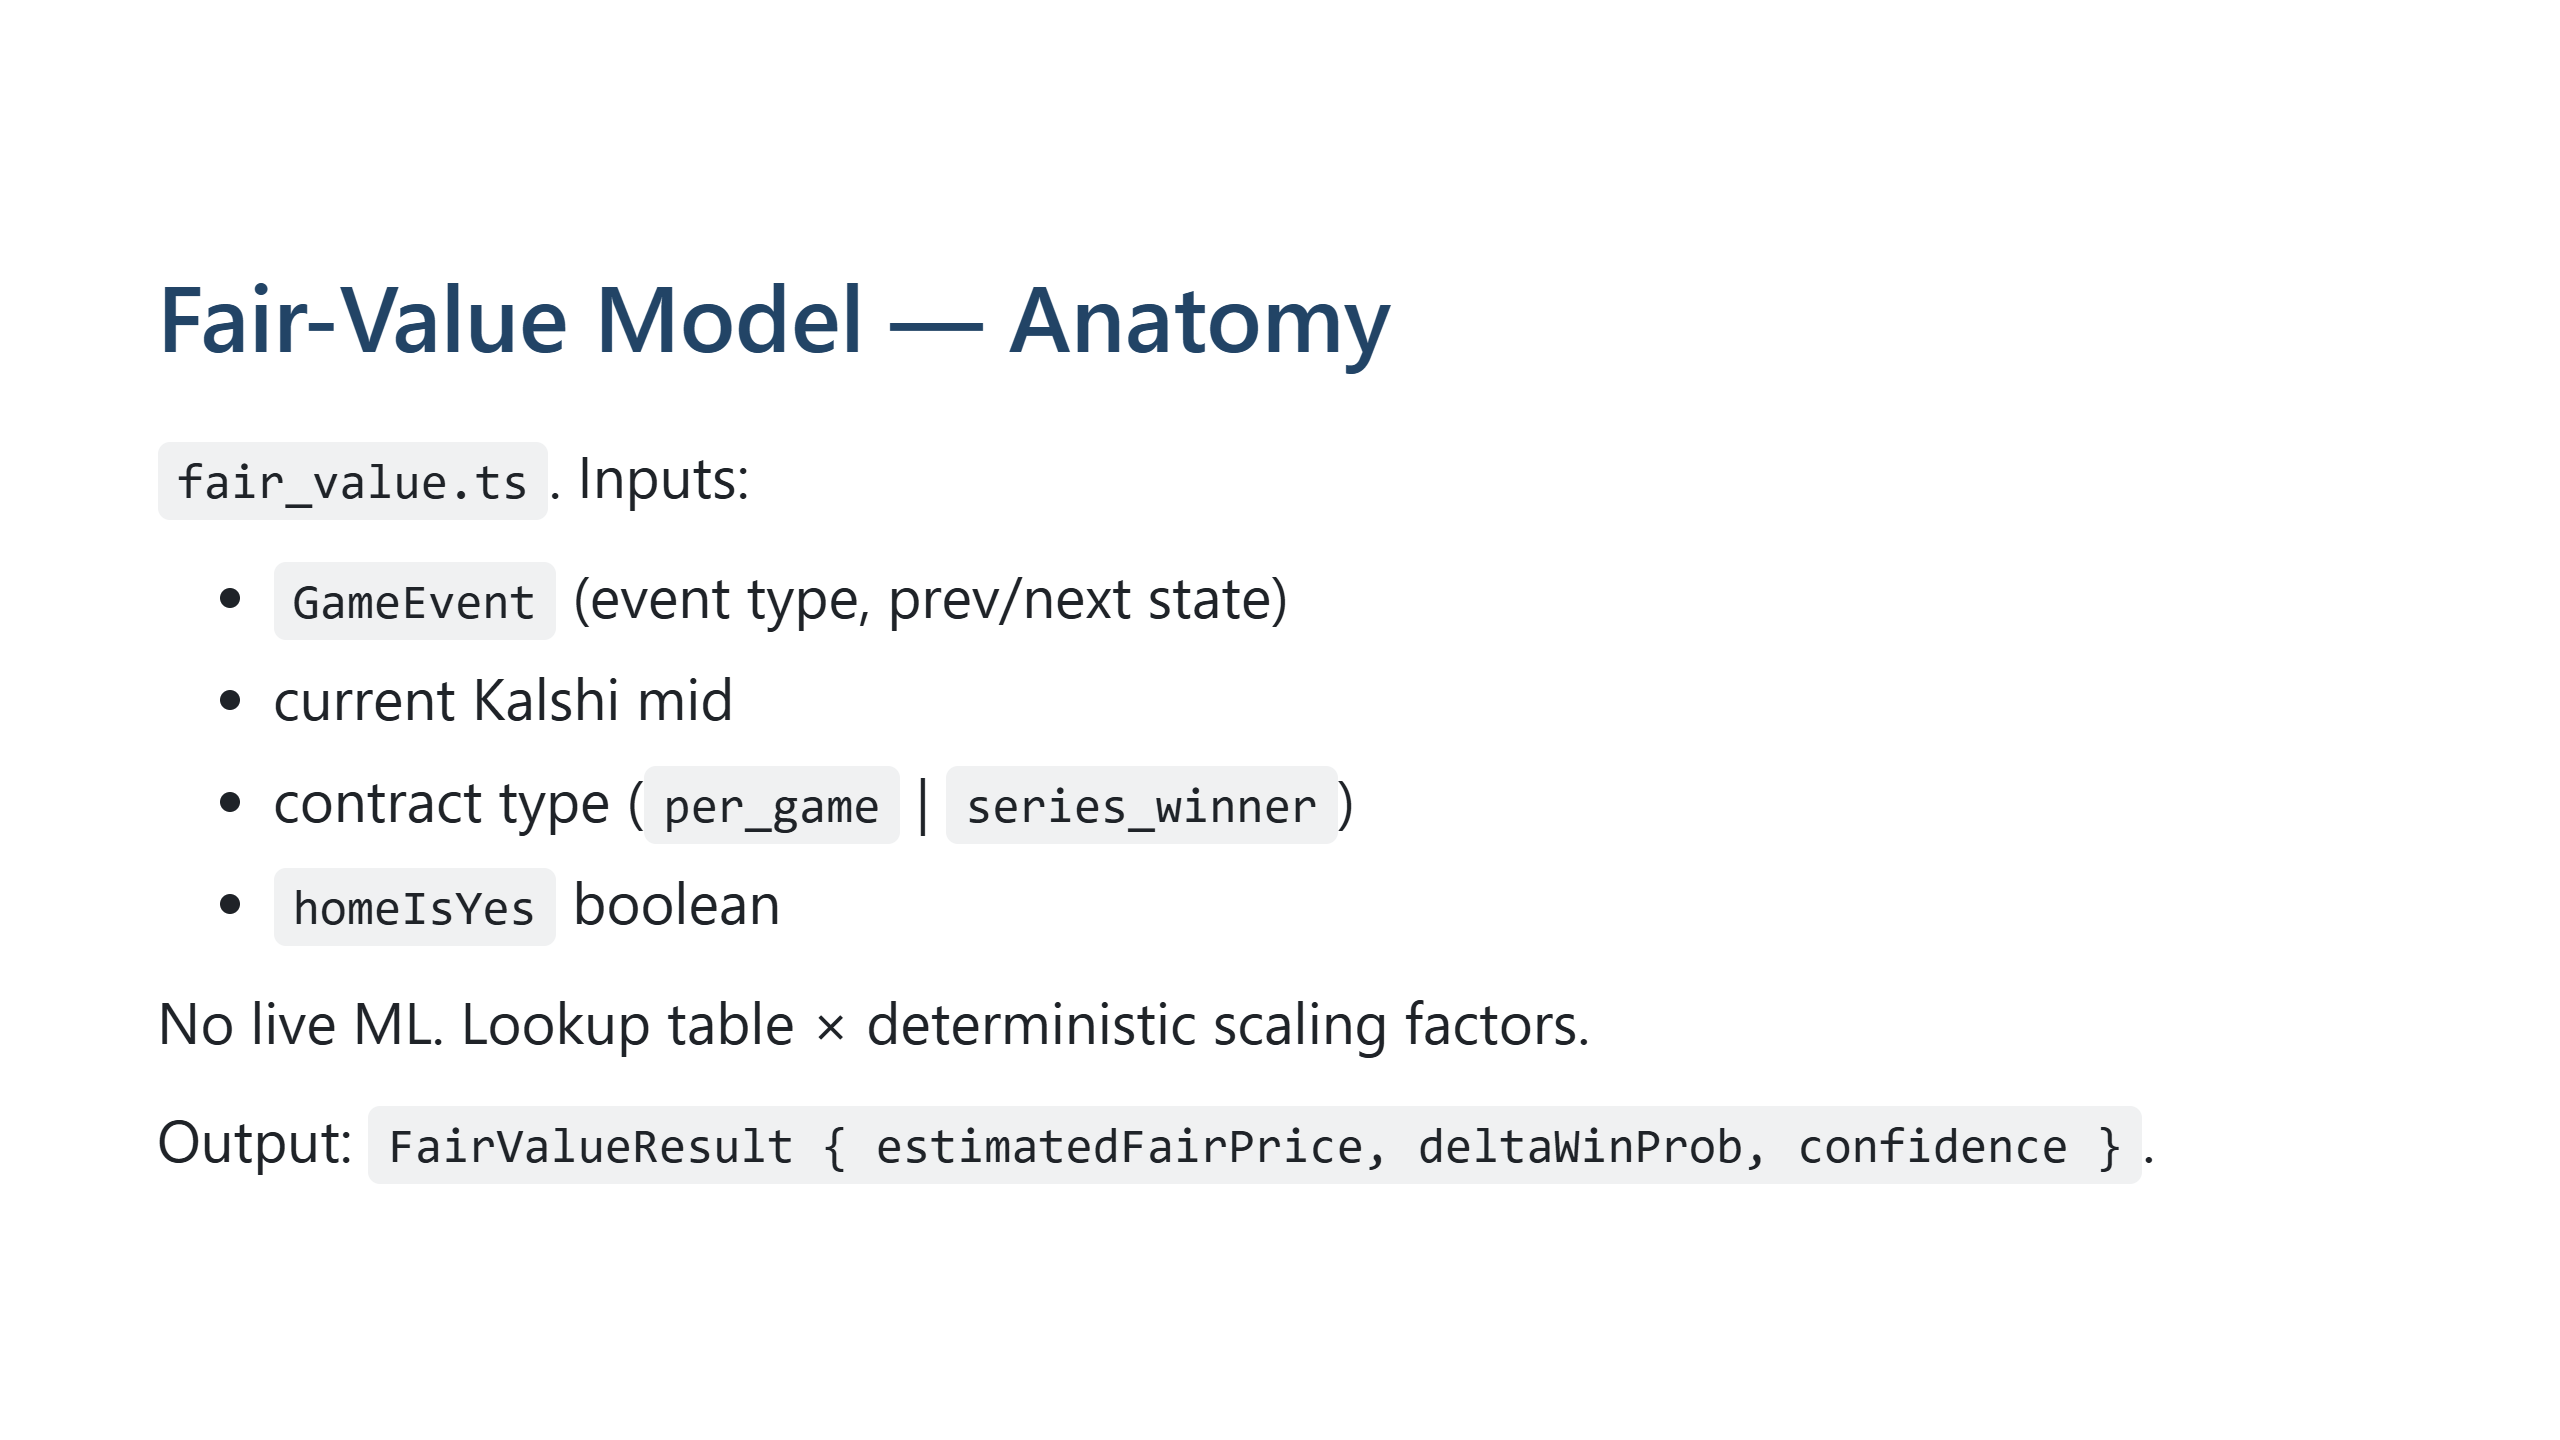 Fair-Value Model — Anatomy
fair_value.ts. Inputs:
• GameEvent (event type, prev/next state)
• current Kalshi mid
• contract type (per_game | series_winner)
• homeIsYes boolean
No live ML. Lookup table × deterministic scaling factors.
Output: FairValueResult { estimatedFairPrice, deltaWinProb, confidence }.